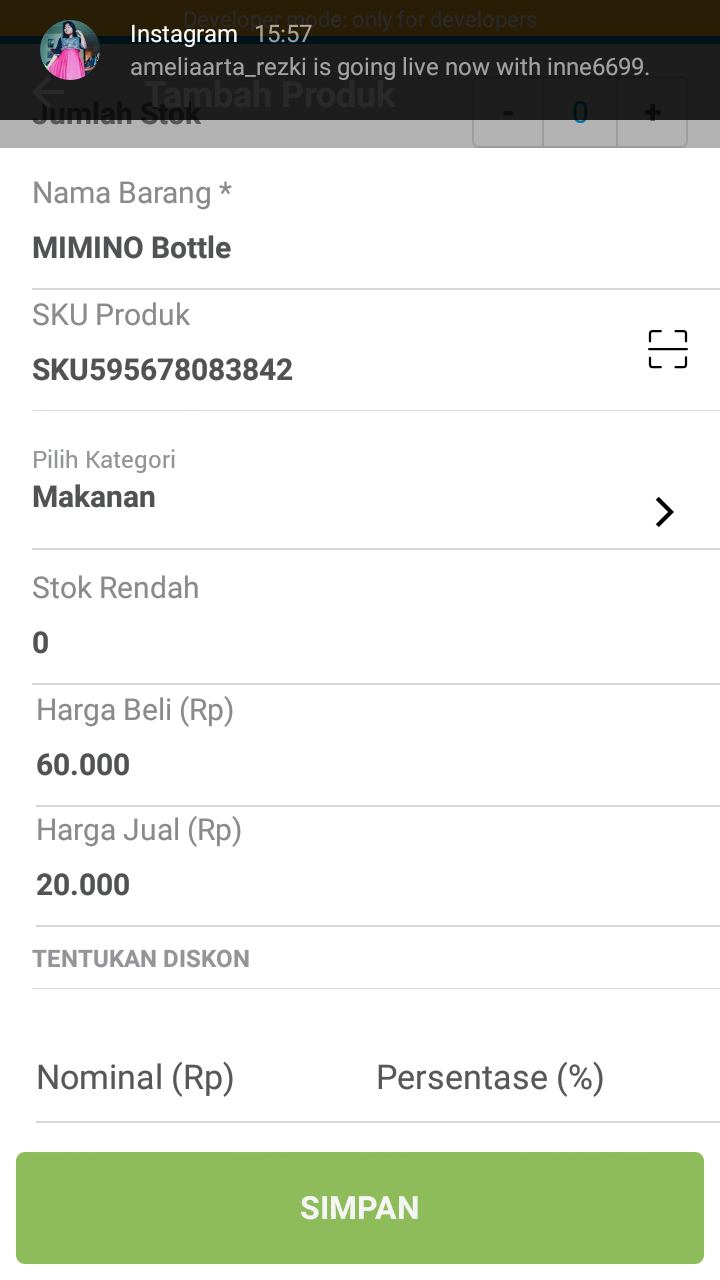 Developer mode: only for developers
Instagram 15:57
ameliaarta_rezki is going live now with inne6699.
Tambah Produk
Jumlah Stok - 0 +
Nama Barang *
MIMINO Bottle
SKU Produk
SKU595678083842
Pilih Kategori
Makanan
Stok Rendah
0
Harga Beli (Rp)
60.000
Harga Jual (Rp)
20.000
TENTUKAN DISKON
Nominal (Rp) Persentase (%)
SIMPAN